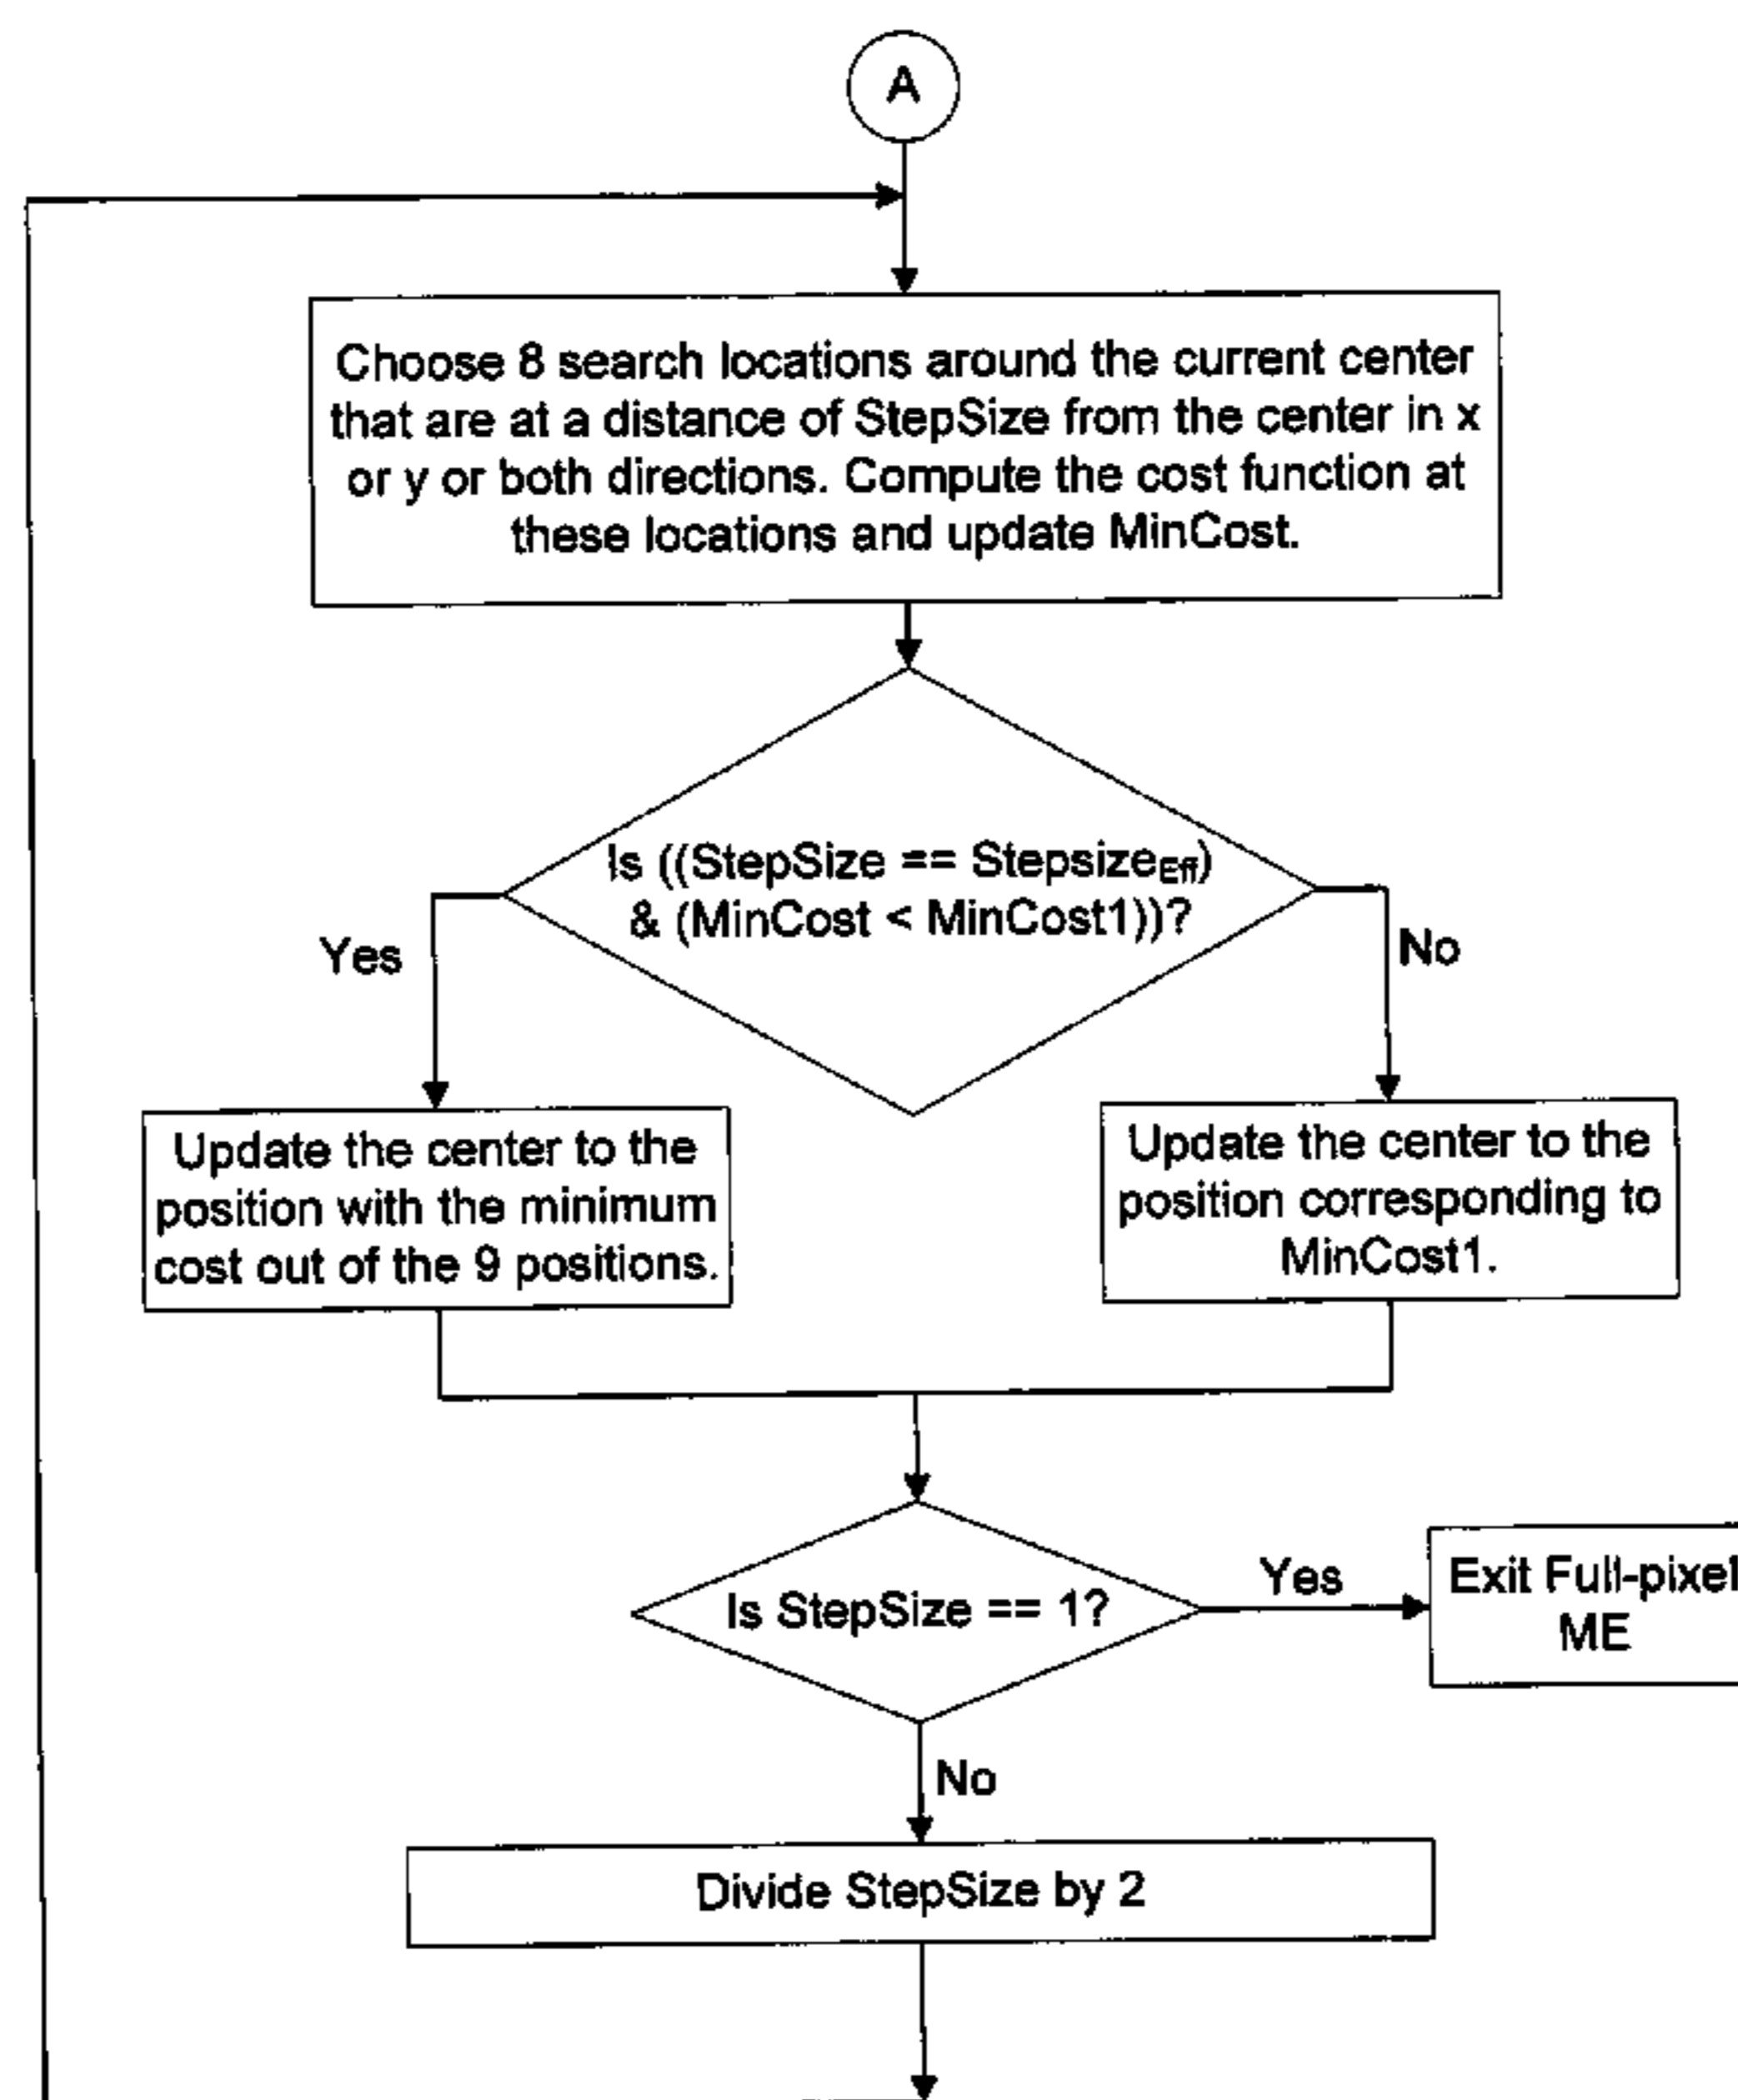 A
Choose 8 search locations around the current center
that are at a distance of StepSize from the center in x
or y or both directions. Compute the cost function at
these locations and update MinCost.
Is ((StepSize == StepsizeEff)
& (MinCost < MinCost1))?
Yes
No
Update the center to the
position with the minimum
cost out of the 9 positions.
Update the center to the
position corresponding to
MinCost1.
Is StepSize == 1?
Yes
Exit Full-pixel
ME
No
Divide StepSize by 2